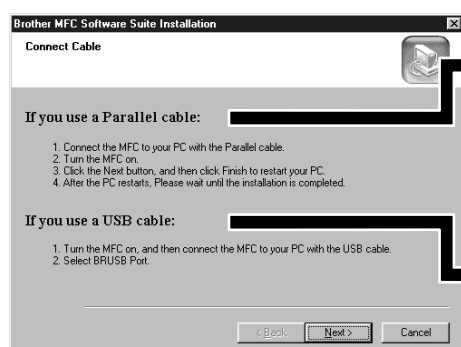 Brother MFC Software Suite Installation
Connect Cable
If you use a Parallel cable:
1. Connect the MFC to your PC with the Parallel cable.
2. Turn the MFC on.
3. Click the Next button, and then click Finish to restart your PC.
4. After the PC restarts, Please wait until the installation is completed.
If you use a USB cable:
1. Turn the MFC on, and then connect the MFC to your PC with the USB cable.
2. Select BRUSB Port.
< Back Next > Cancel